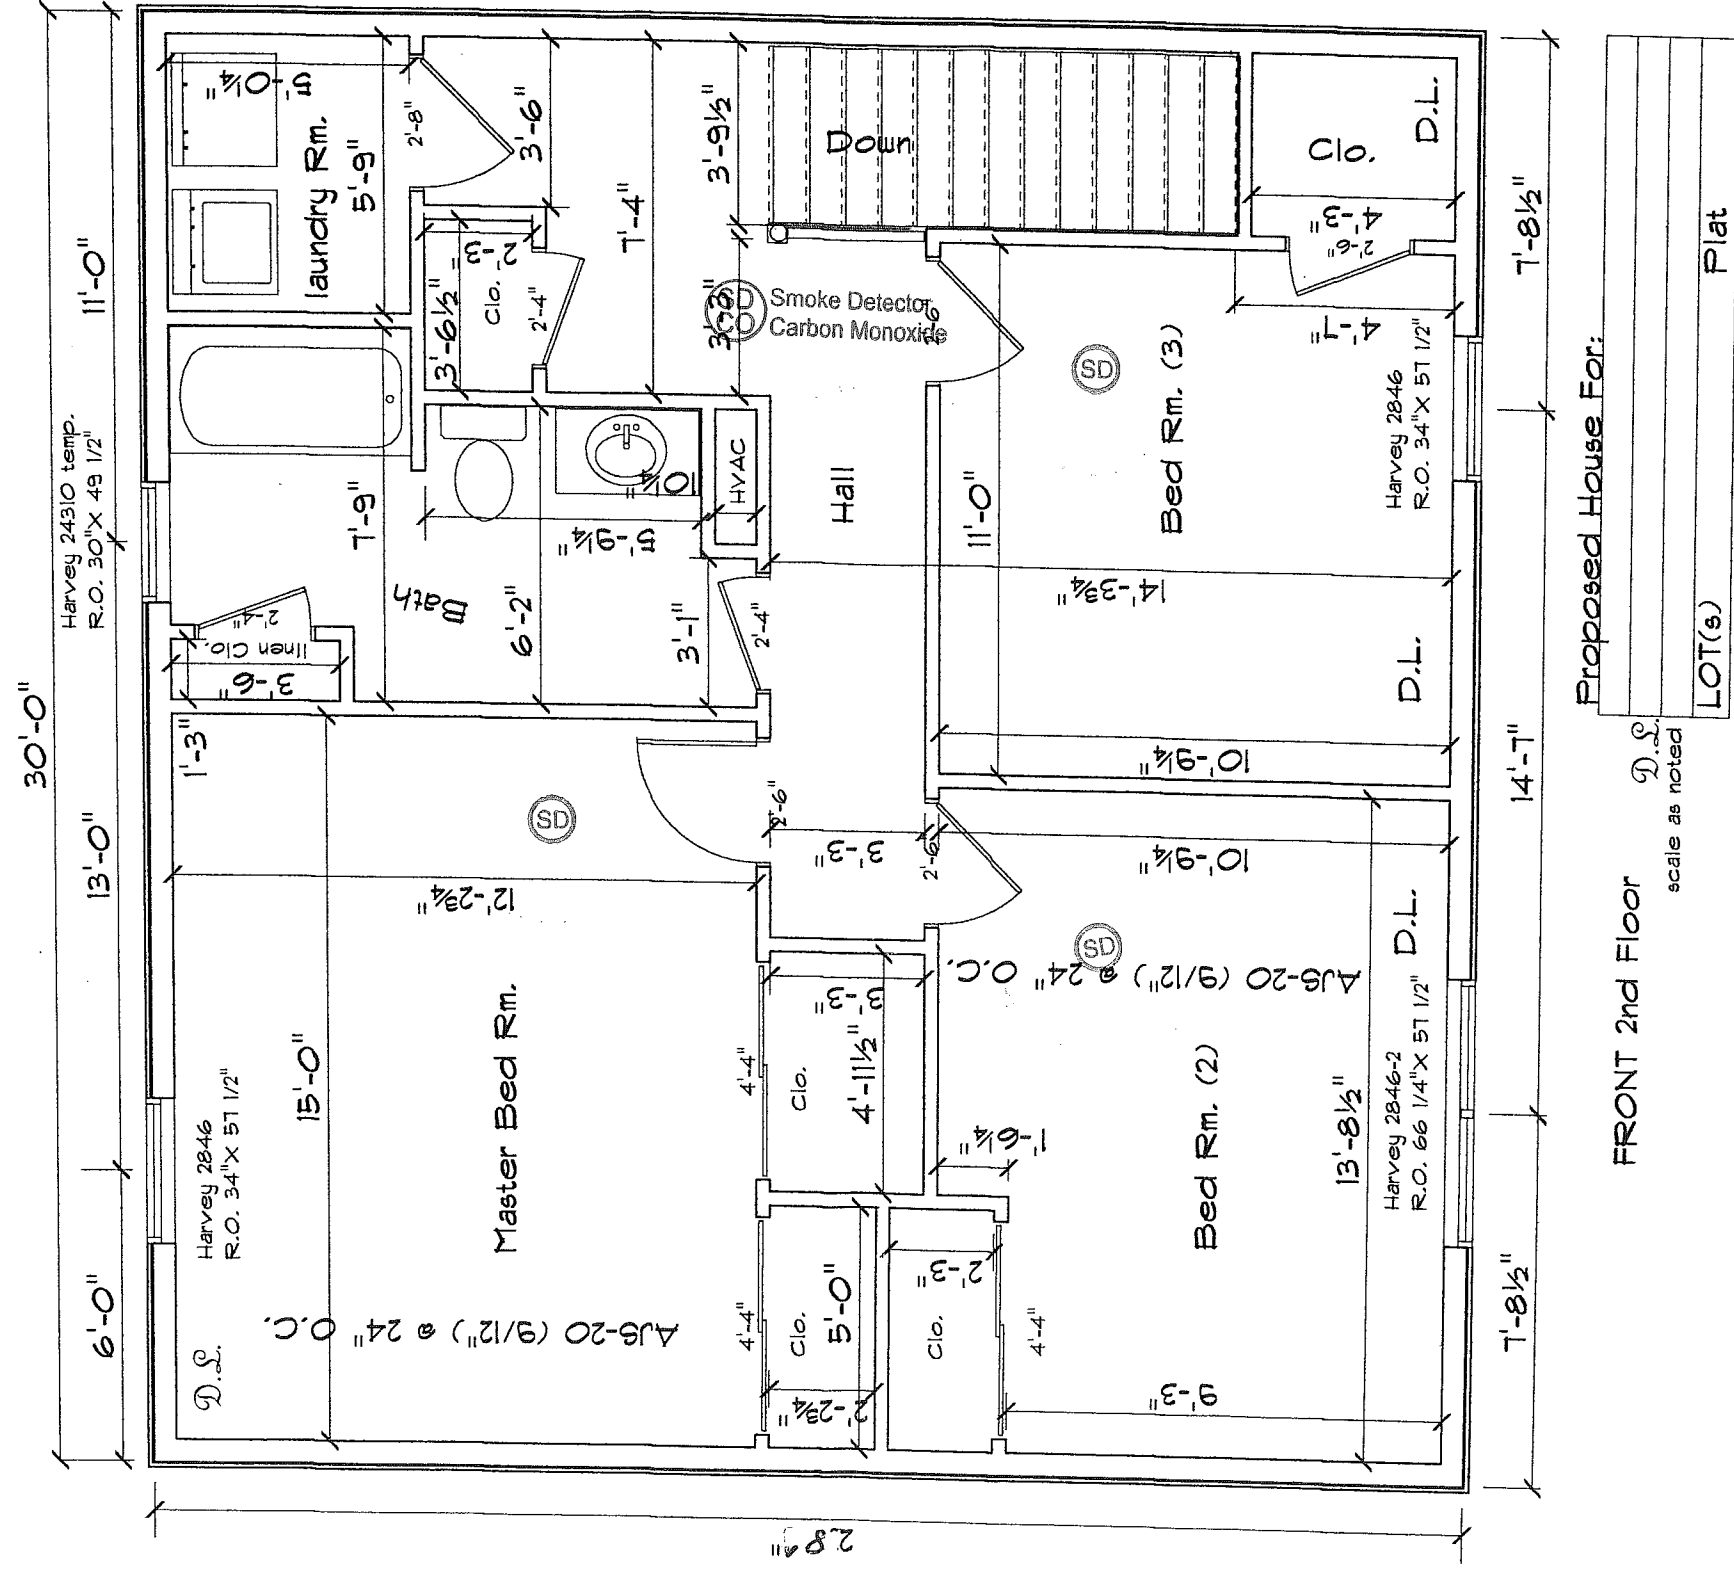 30'-0"
6'-0"
13'-0"
11'-0"
Harvey 24310 temp.
R.O. 30"X 49 1/2"
5'-0¼"
laundry Rm.
5'-9"
2'-8"
3'-6"
7'-4"
3'-9½"
Down
Clo.
D.L.
4'-3"
2'-6"
4'-7"
3'-6½"
2'-3"
Clo.
2'-4"
3'-3"
SD
CO
Smoke Detector
Carbon Monoxide
2'-6"
SD
Bed Rm. (3)
11'-0"
Harvey 2846
R.O. 34"X 57 1/2"
7'-8½"
7'-9"
Bath
5'-9¼"
10¼"
HVAC
Hall
6'-2"
3'-1"
2'-4"
14'-3¾"
2'-4"
linen Clo.
3'-6"
1'-3"
D.L.
10'-9¼"
SD
2'-6"
3'-3"
2'-6"
10'-9¼"
12'-2¾"
15'-0"
Master Bed Rm.
Harvey 2846
R.O. 34"X 57 1/2"
AJS-20 (9/12") @ 24" O.C.
D.L.
4'-4"
Clo.
3'-3"
4'-11½"
4'-4"
Clo.
5'-0"
2'-2¾"
Clo.
2'-3"
4'-4"
1'-6¼"
SD
AJS-20 (9/12") @ 24" O.C.
D.L.
Bed Rm. (2)
13'-8½"
Harvey 2846-2
R.O. 66 1/4"X 57 1/2"
9'-3"
14'-7"
7'-8½"
FRONT 2nd Floor
D.L.
scale as noted
Proposed House For:
LOT(s)
Plat